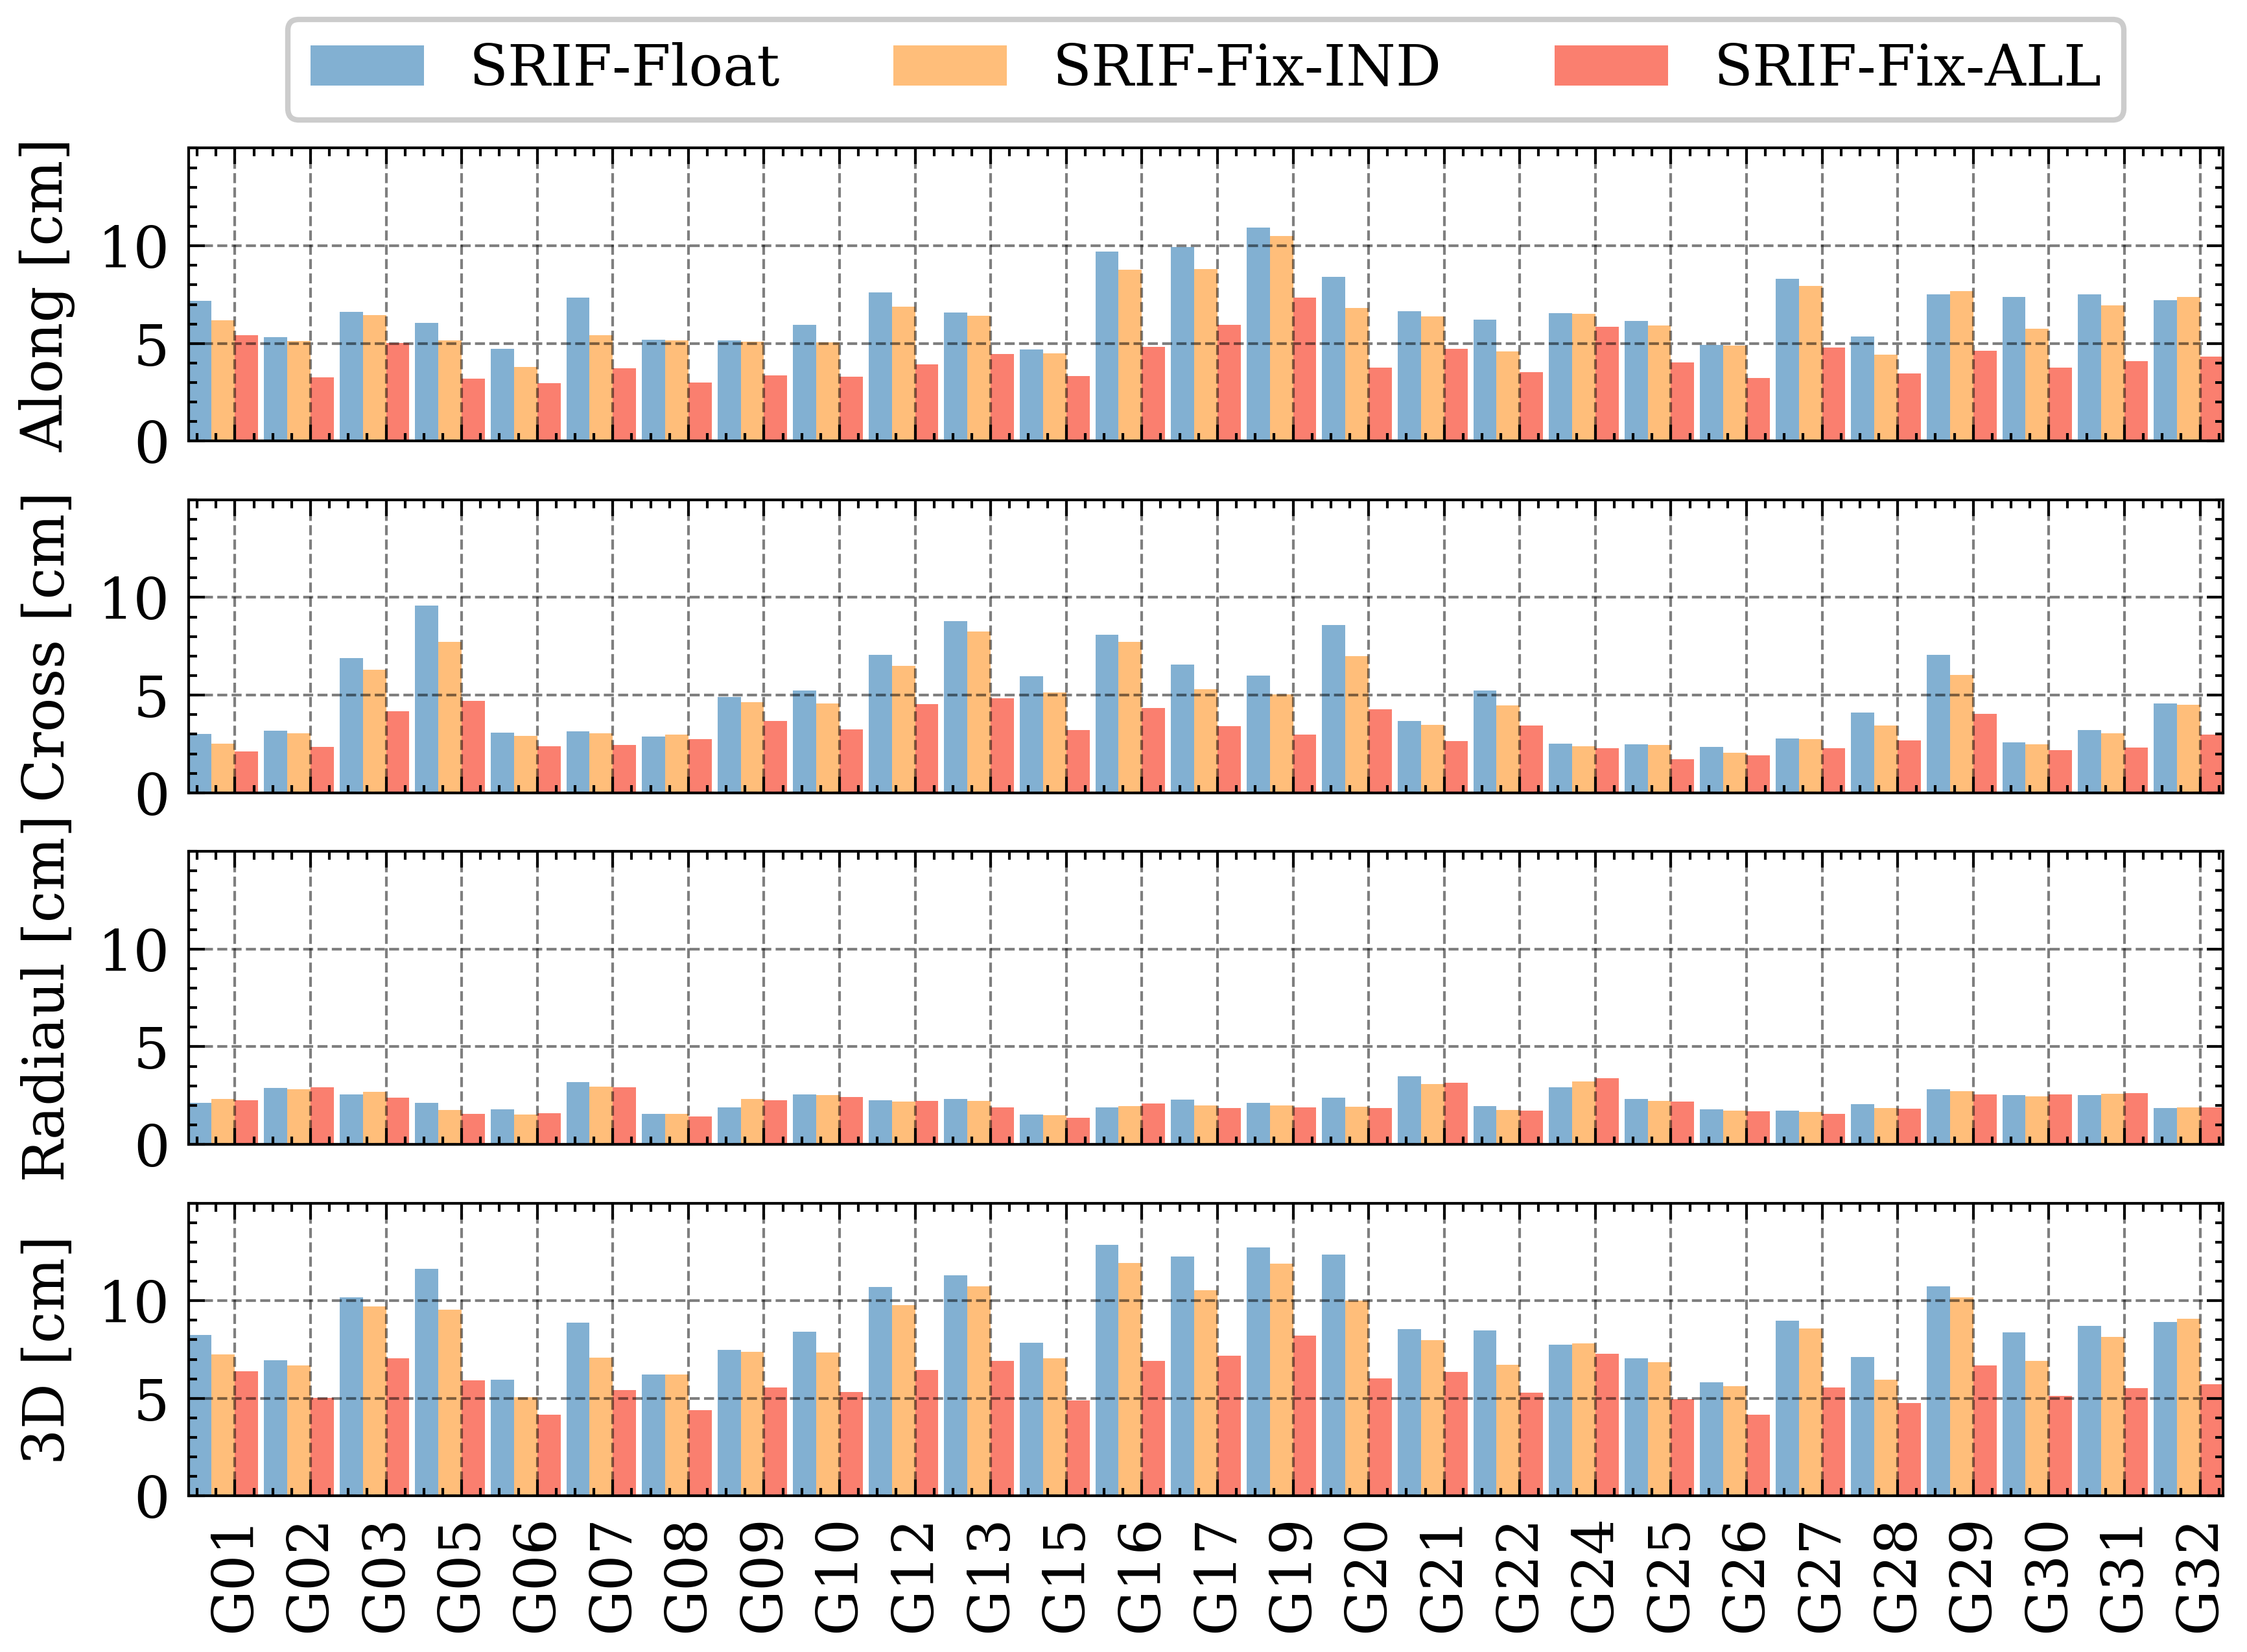 SRIF-Float SRIF-Fix-IND SRIF-Fix-ALL
Along [cm]
10
5
0
Cross [cm]
10
5
0
Radiaul [cm]
10
5
0
3D [cm]
10
5
0
G01 G02 G03 G05 G06 G07 G08 G09 G10 G12 G13 G15 G16 G17 G19 G20 G21 G22 G24 G25 G26 G27 G28 G29 G30 G31 G32